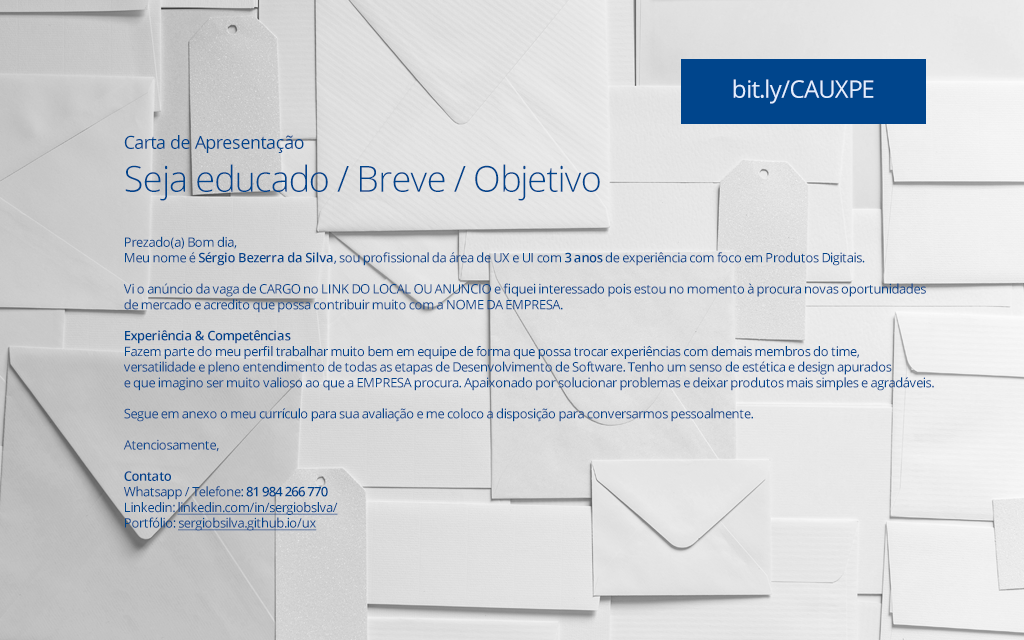 bit.ly/CAUXPE
Carta de Apresentação
Seja educado / Breve / Objetivo
Prezado(a) Bom dia,
Meu nome é Sérgio Bezerra da Silva, sou profissional da área de UX e UI com 3 anos de experiência com foco em Produtos Digitais.
Vi o anúncio da vaga de CARGO no LINK DO LOCAL OU ANUNCIO e fiquei interessado pois estou no momento à procura novas oportunidades
de mercado e acredito que possa contribuir muito com a NOME DA EMPRESA.
Experiência & Competências
Fazem parte do meu perfil trabalhar muito bem em equipe de forma que possa trocar experiências com demais membros do time,
versatilidade e pleno entendimento de todas as etapas de Desenvolvimento de Software. Tenho um senso de estética e design apurados
e que imagino ser muito valioso ao que a EMPRESA procura. Apaixonado por solucionar problemas e deixar produtos mais simples e agradáveis.
Segue em anexo o meu currículo para sua avaliação e me coloco a disposição para conversarmos pessoalmente.
Atenciosamente,
Contato
Whatsapp / Telefone: 81 984 266 770
Linkedin: linkedin.com/in/sergiobslva/
Portfólio: sergiobsilva.github.io/ux